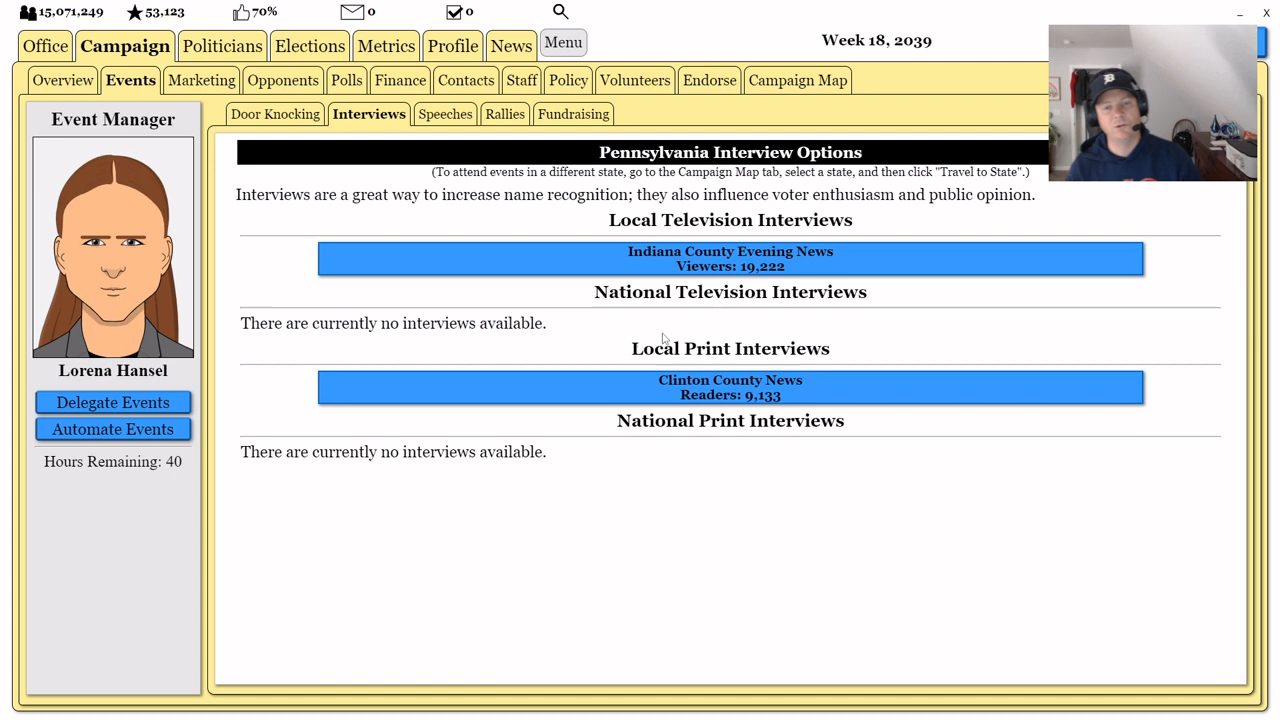 15,071,249 53,123 70% 0 0
_ X
Office Campaign Politicians Elections Metrics Profile News Menu
Week 18, 2039
Overview Events Marketing Opponents Polls Finance Contacts Staff Policy Volunteers Endorse Campaign Map
Event Manager
Lorena Hansel
Delegate Events
Automate Events
Hours Remaining: 40
Door Knocking Interviews Speeches Rallies Fundraising
Pennsylvania Interview Options
(To attend events in a different state, go to the Campaign Map tab, select a state, and then click "Travel to State".)
Interviews are a great way to increase name recognition; they also influence voter enthusiasm and public opinion.
Local Television Interviews
Indiana County Evening News
Viewers: 19,222
National Television Interviews
There are currently no interviews available.
Local Print Interviews
Clinton County News
Readers: 9,133
National Print Interviews
There are currently no interviews available.